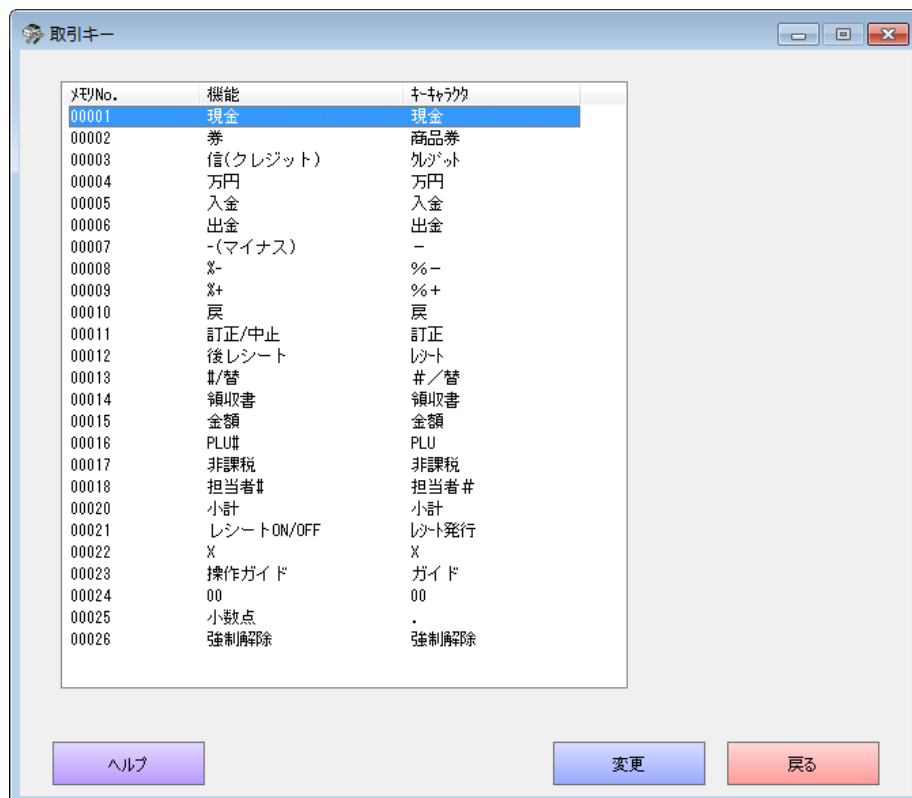 取引キー
ﾒﾓﾘNo. 機能 ｷｰｷｬﾗｸﾀ
00001 現金 現金
00002 券 商品券
00003 信(クレジット) ｸﾚｼﾞｯﾄ
00004 万円 万円
00005 入金 入金
00006 出金 出金
00007 -(マイナス) －
00008 %- %－
00009 %+ %＋
00010 戻 戻
00011 訂正/中止 訂正
00012 後レシート ﾚｼｰﾄ
00013 #/替 ＃／替
00014 領収書 領収書
00015 金額 金額
00016 PLU# PLU
00017 非課税 非課税
00018 担当者# 担当者＃
00020 小計 小計
00021 レシートON/OFF ﾚｼｰﾄ発行
00022 X X
00023 操作ガイド ガイド
00024 00 00
00025 小数点 .
00026 強制解除 強制解除
ヘルプ 変更 戻る